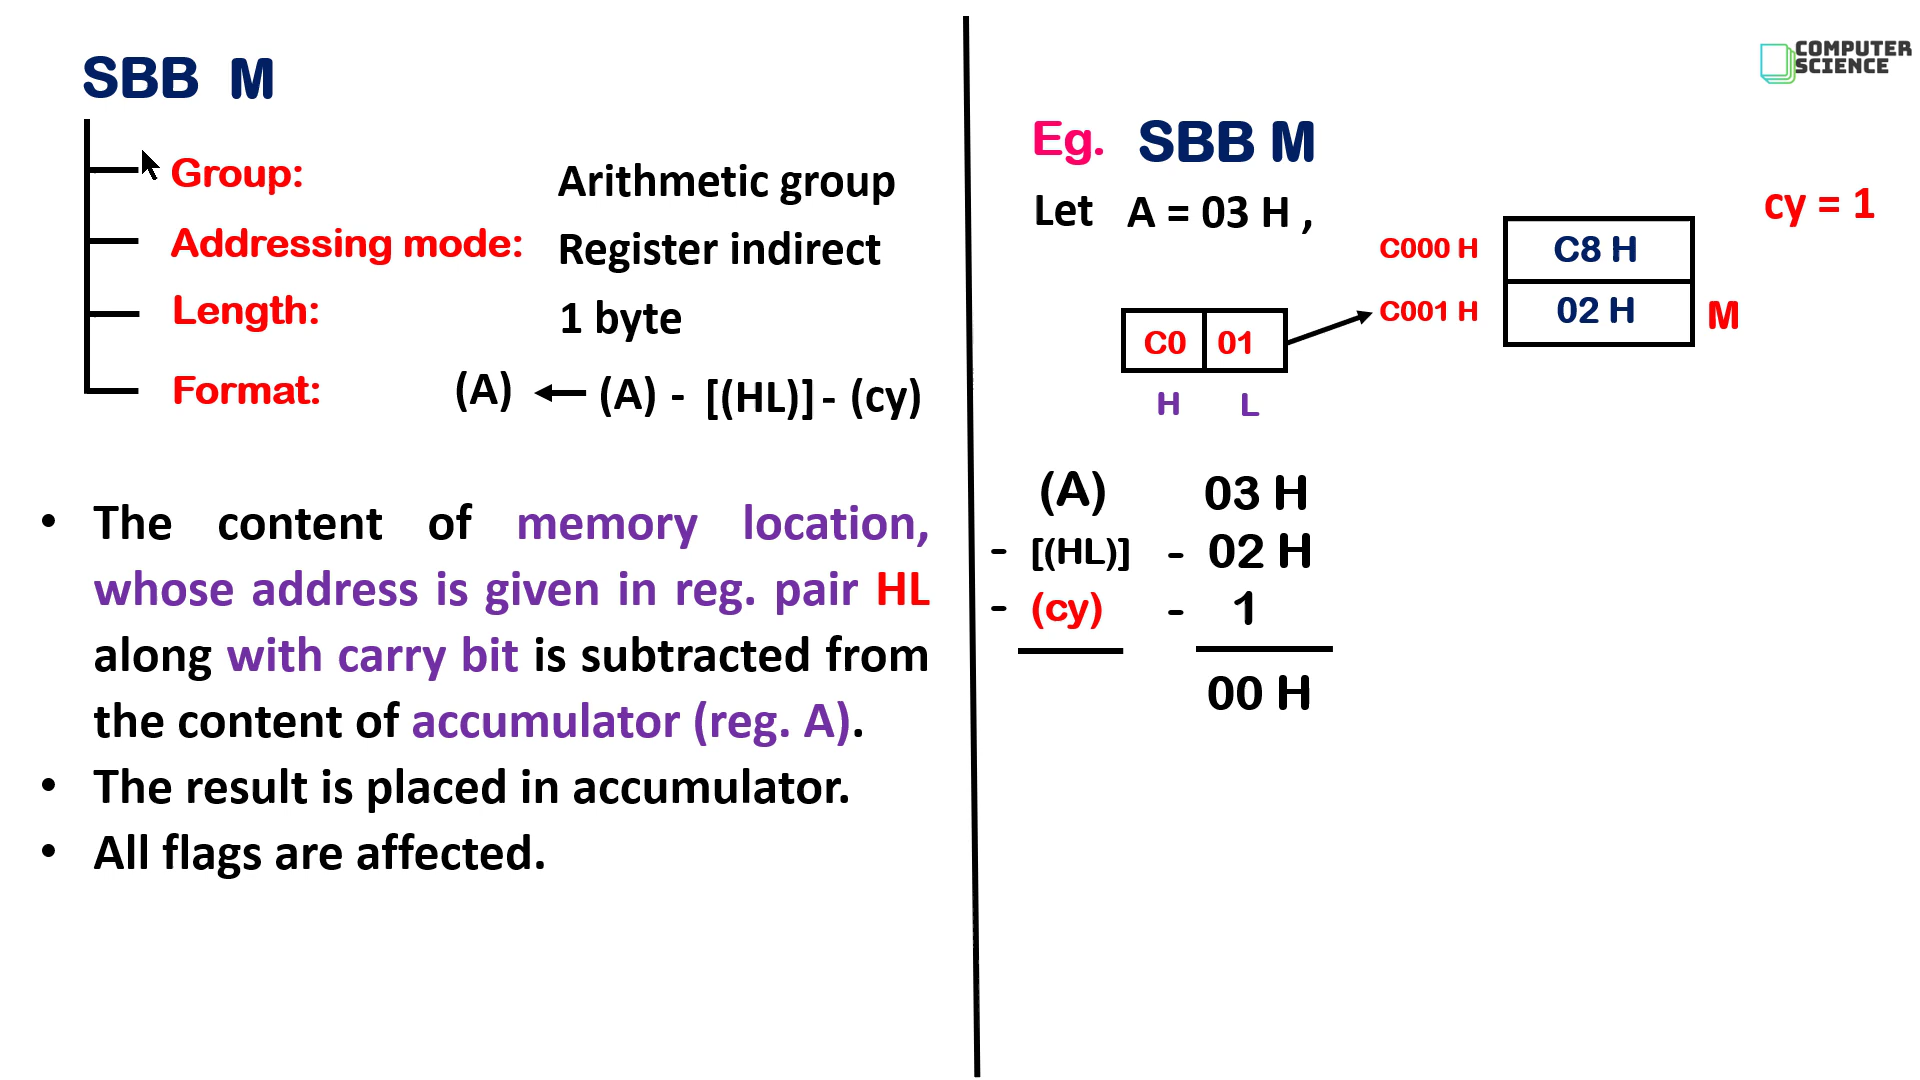 SBB M
Group: Arithmetic group
Addressing mode: Register indirect
Length: 1 byte
Format: (A) ← (A) - [(HL)] - (cy)
• The content of memory location,
whose address is given in reg. pair HL
along with carry bit is subtracted from
the content of accumulator (reg. A).
• The result is placed in accumulator.
• All flags are affected.
COMPUTER
SCIENCE
Eg. SBB M
Let A = 03 H ,
cy = 1
C000 H C8 H
C001 H 02 H M
C0 01
H L
(A) 03 H
- [(HL)] - 02 H
- (cy) - 1
00 H